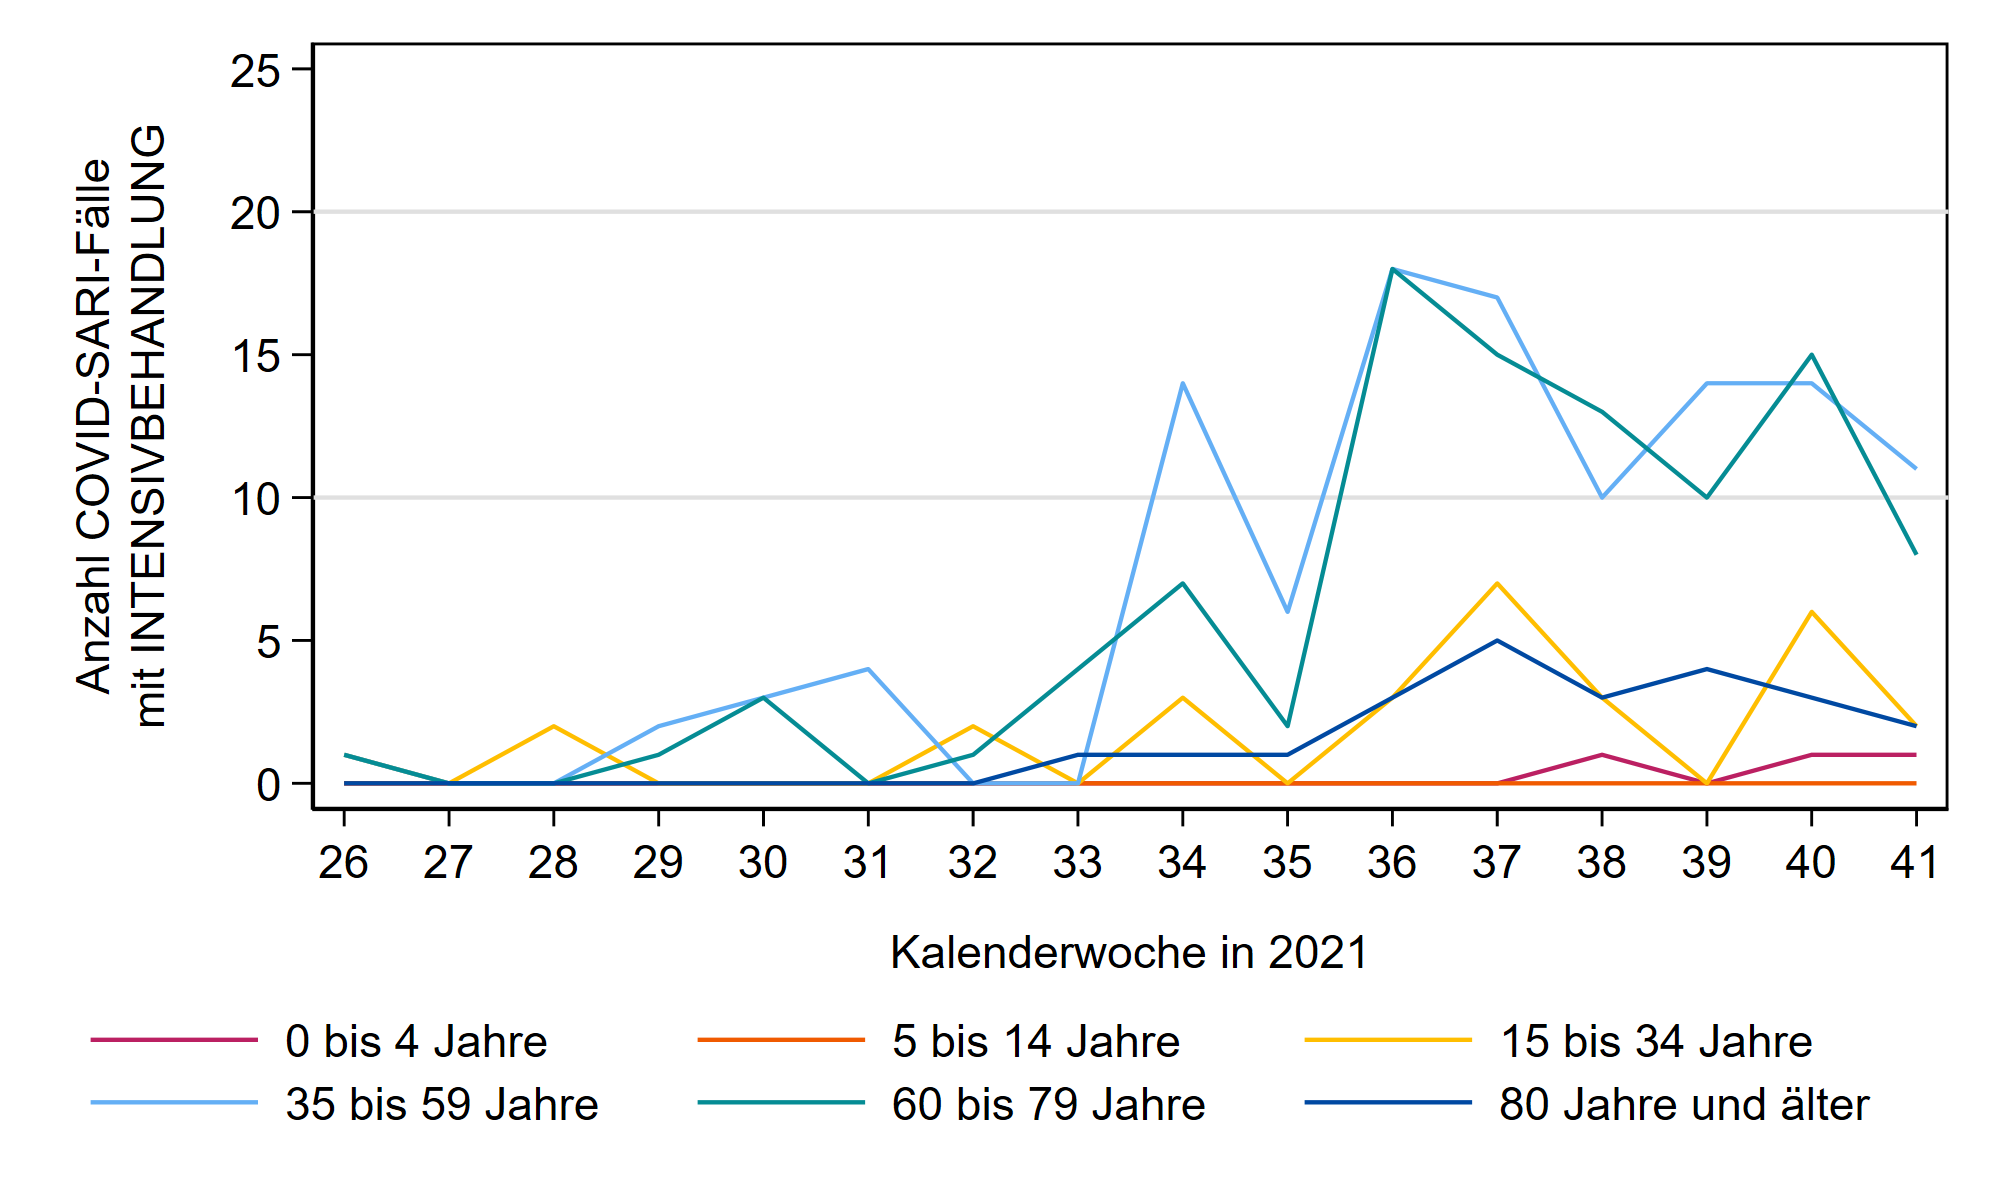 Anzahl COVID-SARI-Fälle
mit INTENSIVBEHANDLUNG
25
20
15
10
5
0
26 27 28 29 30 31 32 33 34 35 36 37 38 39 40 41
Kalenderwoche in 2021
0 bis 4 Jahre 5 bis 14 Jahre 15 bis 34 Jahre
35 bis 59 Jahre 60 bis 79 Jahre 80 Jahre und älter